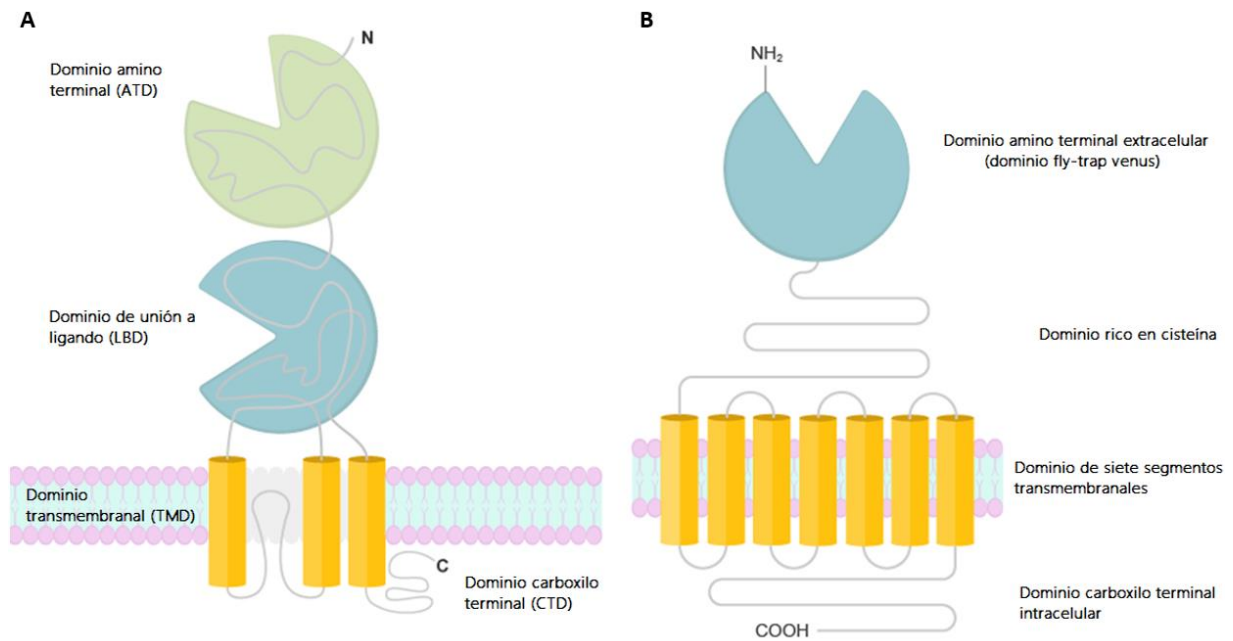 A
N
Dominio amino
terminal (ATD)
Dominio de unión a
ligando (LBD)
Dominio
transmembranal (TMD)
C
Dominio carboxilo
terminal (CTD)
B
NH2
Dominio amino terminal extracelular
(dominio fly-trap venus)
Dominio rico en cisteína
Dominio de siete segmentos
transmembranales
Dominio carboxilo terminal
intracelular
COOH